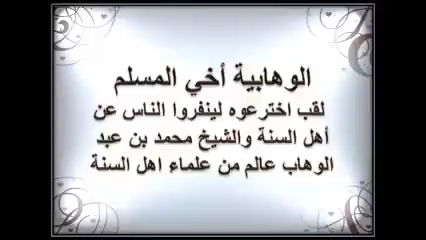 الوهابية أخي المسلم
لقب اخترعوه لينفروا الناس عن
أهل السنة والشيخ محمد بن عبد
الوهاب عالم من علماء اهل السنة